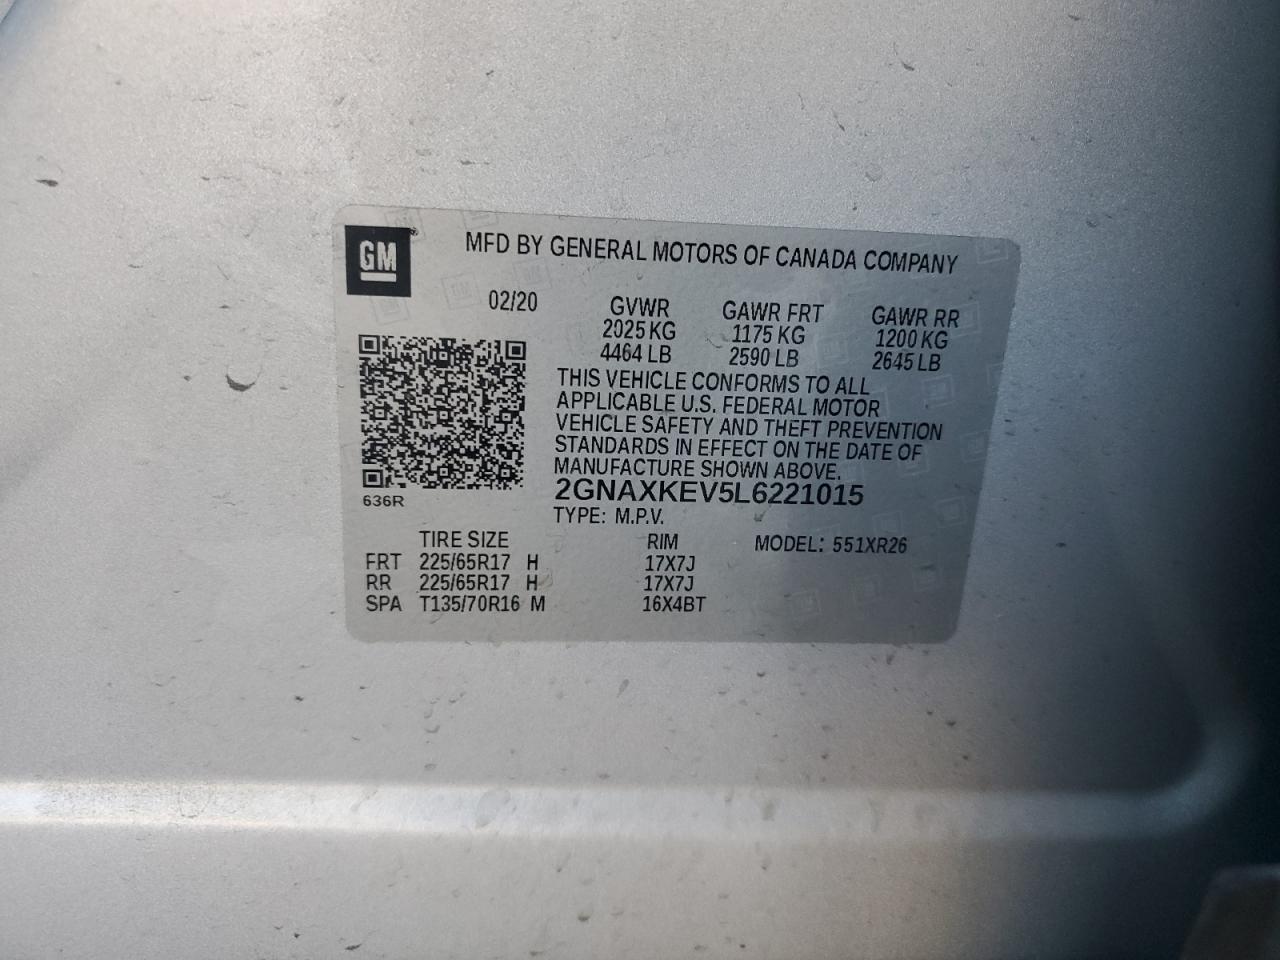 GM
MFD BY GENERAL MOTORS OF CANADA COMPANY
02/20 GVWR GAWR FRT GAWR RR
2025 KG 1175 KG 1200 KG
4464 LB 2590 LB 2645 LB
THIS VEHICLE CONFORMS TO ALL
APPLICABLE U.S. FEDERAL MOTOR
VEHICLE SAFETY AND THEFT PREVENTION
STANDARDS IN EFFECT ON THE DATE OF
MANUFACTURE SHOWN ABOVE.
636R
2GNAXKEV5L6221015
TYPE: M.P.V.
TIRE SIZE RIM MODEL: 551XR26
FRT 225/65R17 H 17X7J
RR 225/65R17 H 17X7J
SPA T135/70R16 M 16X4BT